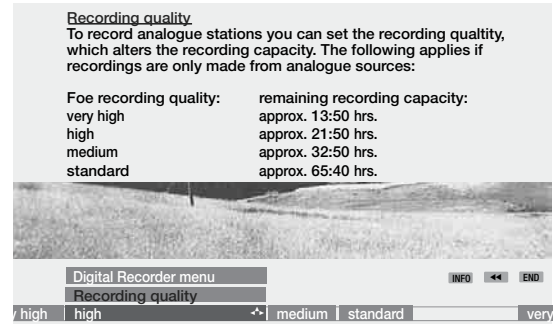 Recording quality
To record analogue stations you can set the recording qualtity,
which alters the recording capacity. The following applies if
recordings are only made from analogue sources:
Foe recording quality: remaining recording capacity:
very high approx. 13:50 hrs.
high approx. 21:50 hrs.
medium approx. 32:50 hrs.
standard approx. 65:40 hrs.
Digital Recorder menu INFO END
Recording quality
high high medium standard very